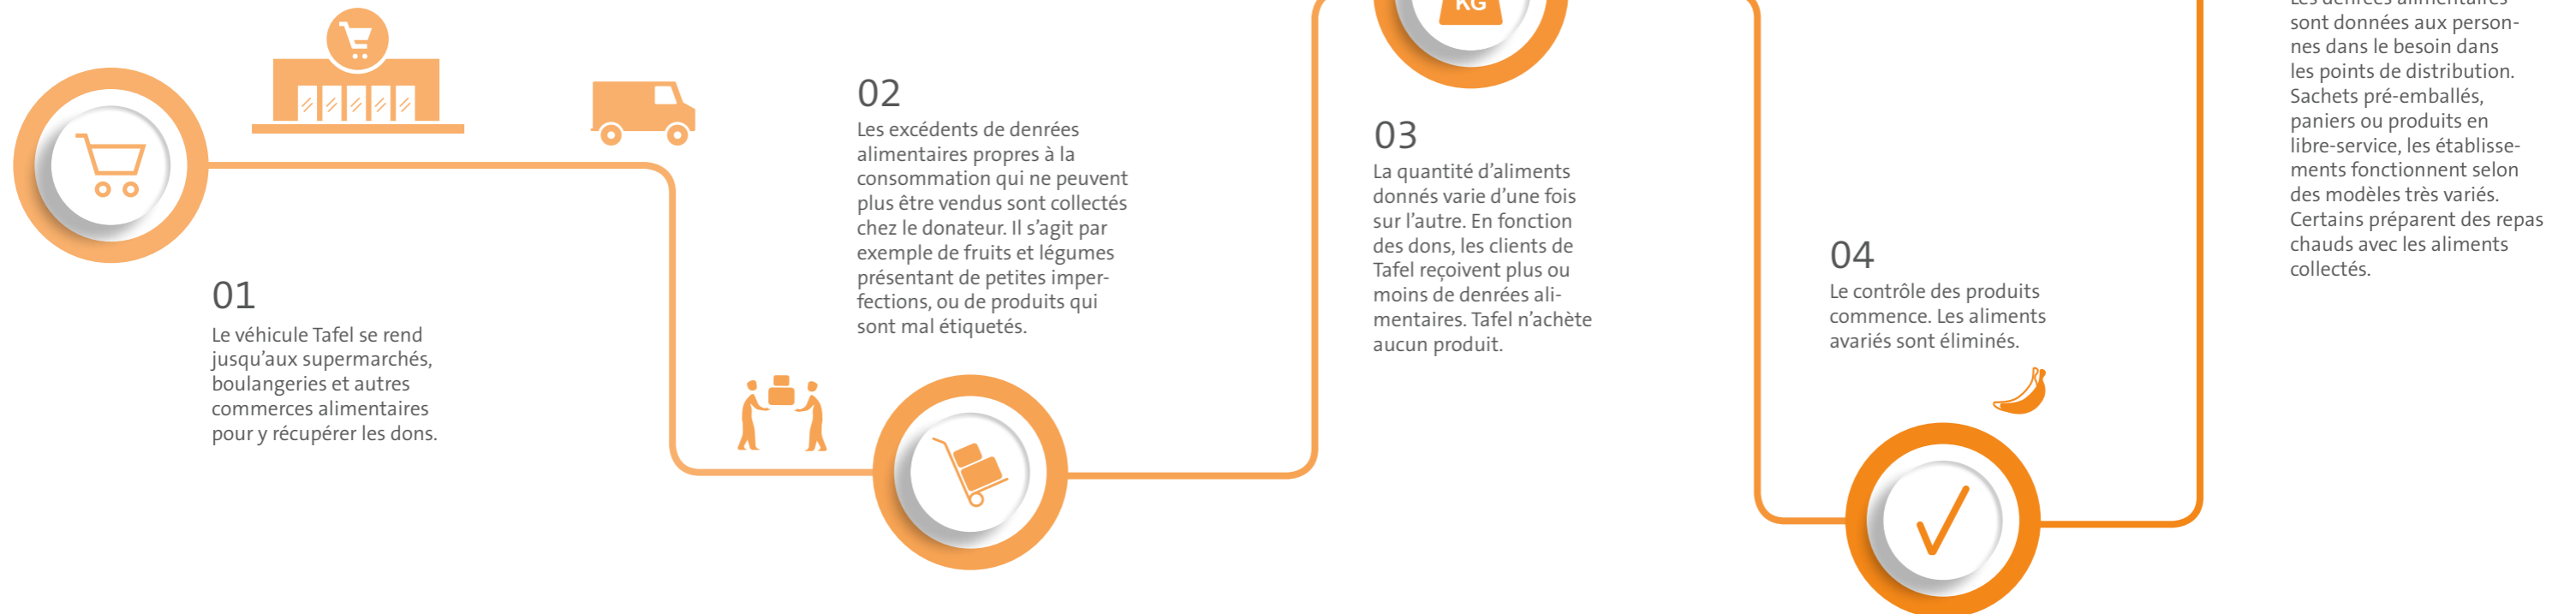 01
Le véhicule Tafel se rend
jusqu’aux supermarchés,
boulangeries et autres
commerces alimentaires
pour y récupérer les dons.
02
Les excédents de denrées
alimentaires propres à la
consommation qui ne peuvent
plus être vendus sont collectés
chez le donateur. Il s’agit par
exemple de fruits et légumes
présentant de petites imper-
fections, ou de produits qui
sont mal étiquetés.
KG
03
La quantité d’aliments
donnés varie d’une fois
sur l’autre. En fonction
des dons, les clients de
Tafel reçoivent plus ou
moins de denrées ali-
mentaires. Tafel n’achète
aucun produit.
04
Le contrôle des produits
commence. Les aliments
avariés sont éliminés.
Les denrées alimentaires
sont données aux person-
nes dans le besoin dans
les points de distribution.
Sachets pré-emballés,
paniers ou produits en
libre-service, les établisse-
ments fonctionnent selon
des modèles très variés.
Certains préparent des repas
chauds avec les aliments
collectés.